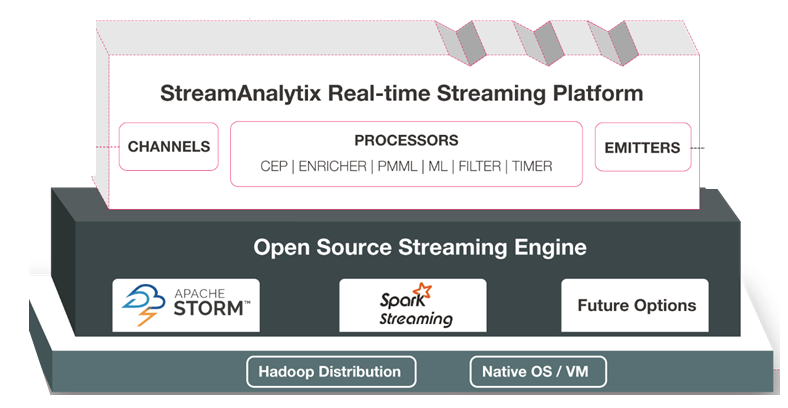 StreamAnalytix Real-time Streaming Platform
CHANNELS
PROCESSORS
CEP | ENRICHER | PMML | ML | FILTER | TIMER
EMITTERS
Open Source Streaming Engine
APACHE
STORM™
Spark
Streaming
Future Options
Hadoop Distribution
Native OS / VM